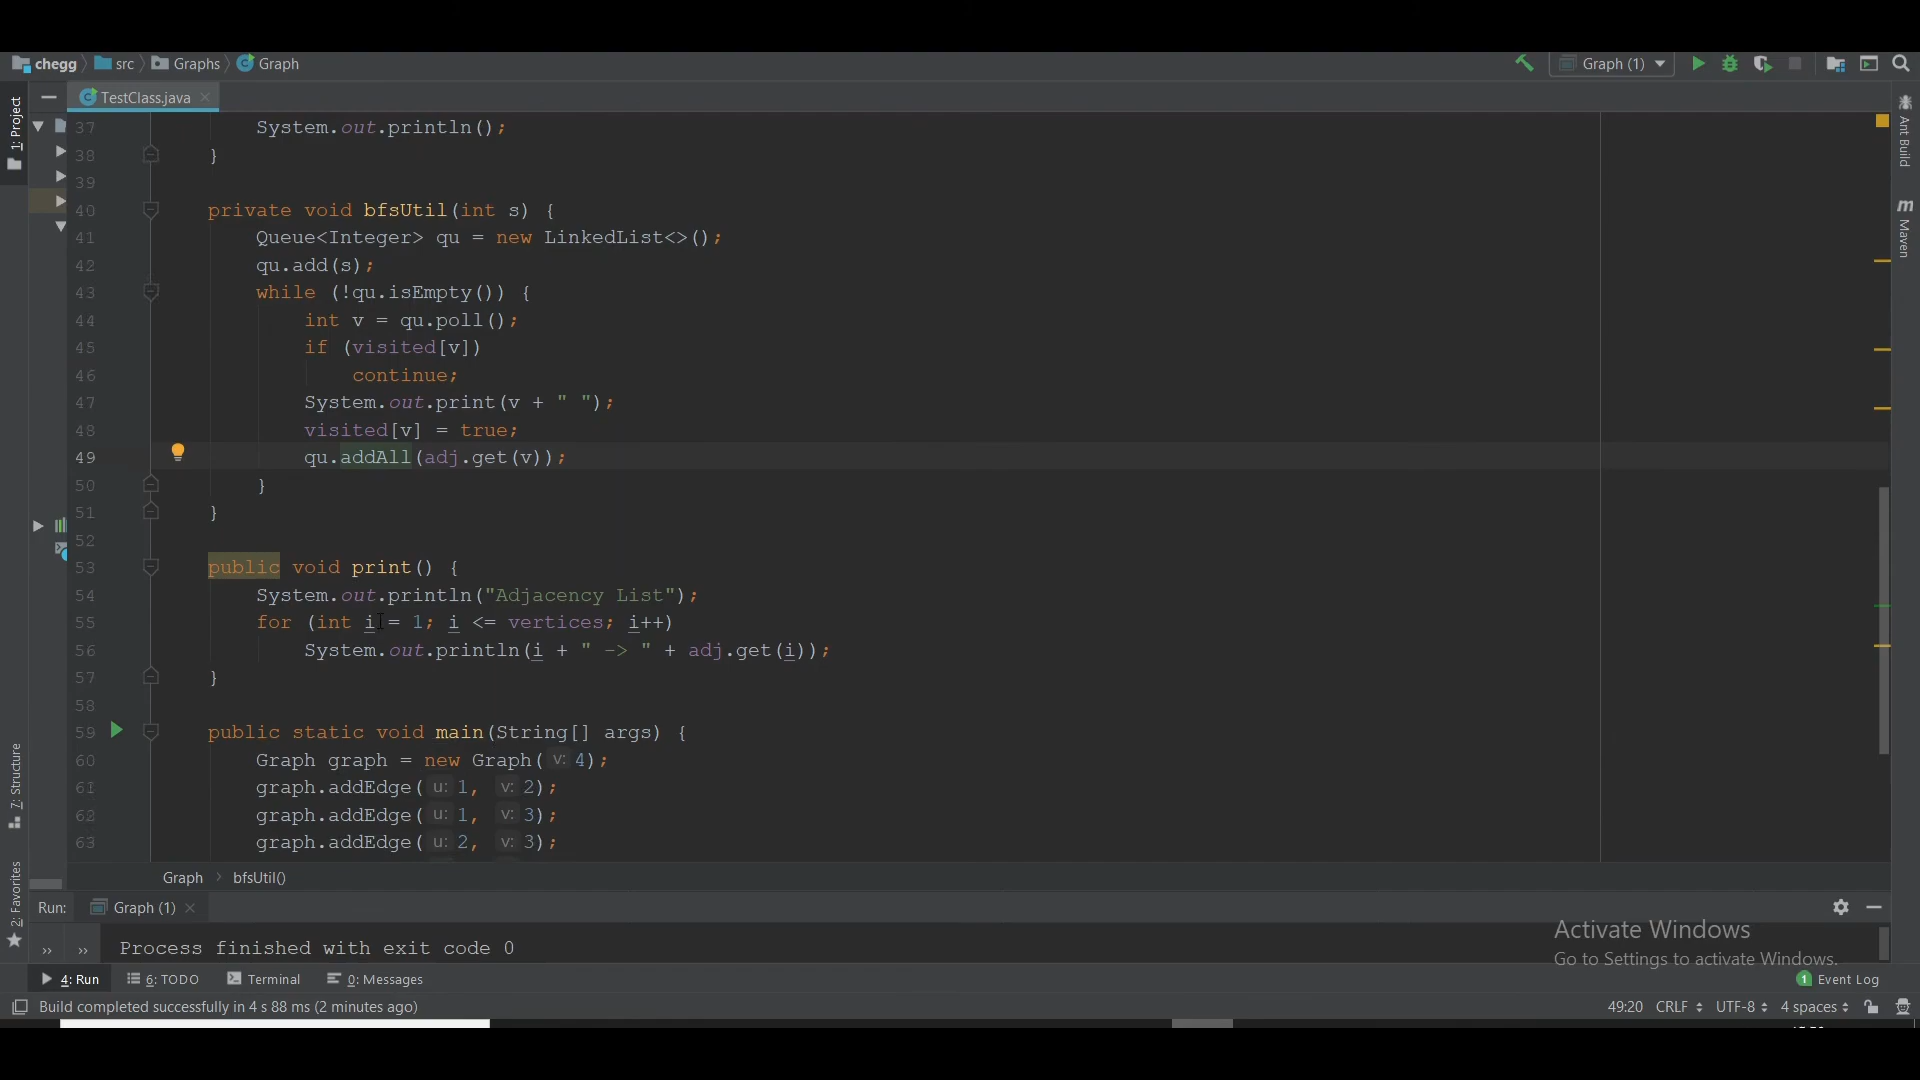 chegg src Graphs Graph Graph (1)
1: Project TestClass.java Ant Build
37 System.out.println();
38 }
39
40 private void bfsUtil(int s) {
41 Queue<Integer> qu = new LinkedList<>();
42 qu.add(s);
43 while (!qu.isEmpty()) {
44 int v = qu.poll();
45 if (visited[v])
46 continue;
47 System.out.print(v + " ");
48 visited[v] = true;
49 qu.addAll(adj.get(v));
50 }
51 }
52
53 public void print() {
54 System.out.println("Adjacency List");
55 for (int i = 1; i <= vertices; i++)
56 System.out.println(i + " -> " + adj.get(i));
57 }
58
59 public static void main(String[] args) {
60 Graph graph = new Graph( v: 4);
61 graph.addEdge( u: 1, v: 2);
62 graph.addEdge( u: 1, v: 3);
63 graph.addEdge( u: 2, v: 3);
m Maven
7: Structure
2: Favorites
Graph bfsUtil()
Run: Graph (1)
Process finished with exit code 0
Activate Windows
Go to Settings to activate Windows.
4: Run 6: TODO Terminal 0: Messages 1 Event Log
Build completed successfully in 4 s 88 ms (2 minutes ago) 49:20 CRLF UTF-8 4 spaces